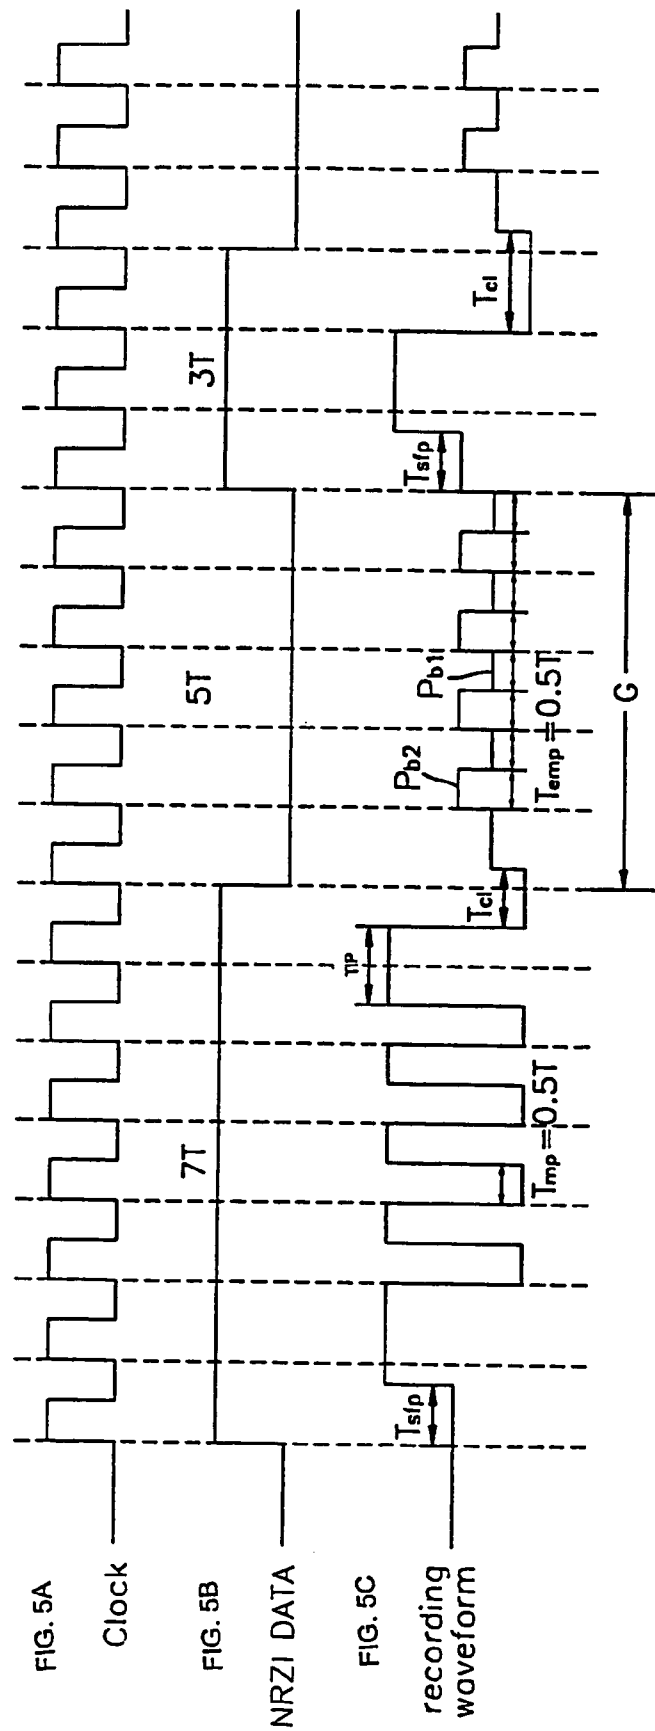 FIG. 5A
Clock
FIG. 5B
NRZI DATA
7T
5T
3T
FIG. 5C
recording
waveform
Tsfp
Tmp=0.5T
Tcl
Pb2
Pb1
Temp=0.5T
Tsfp
Tcl
G